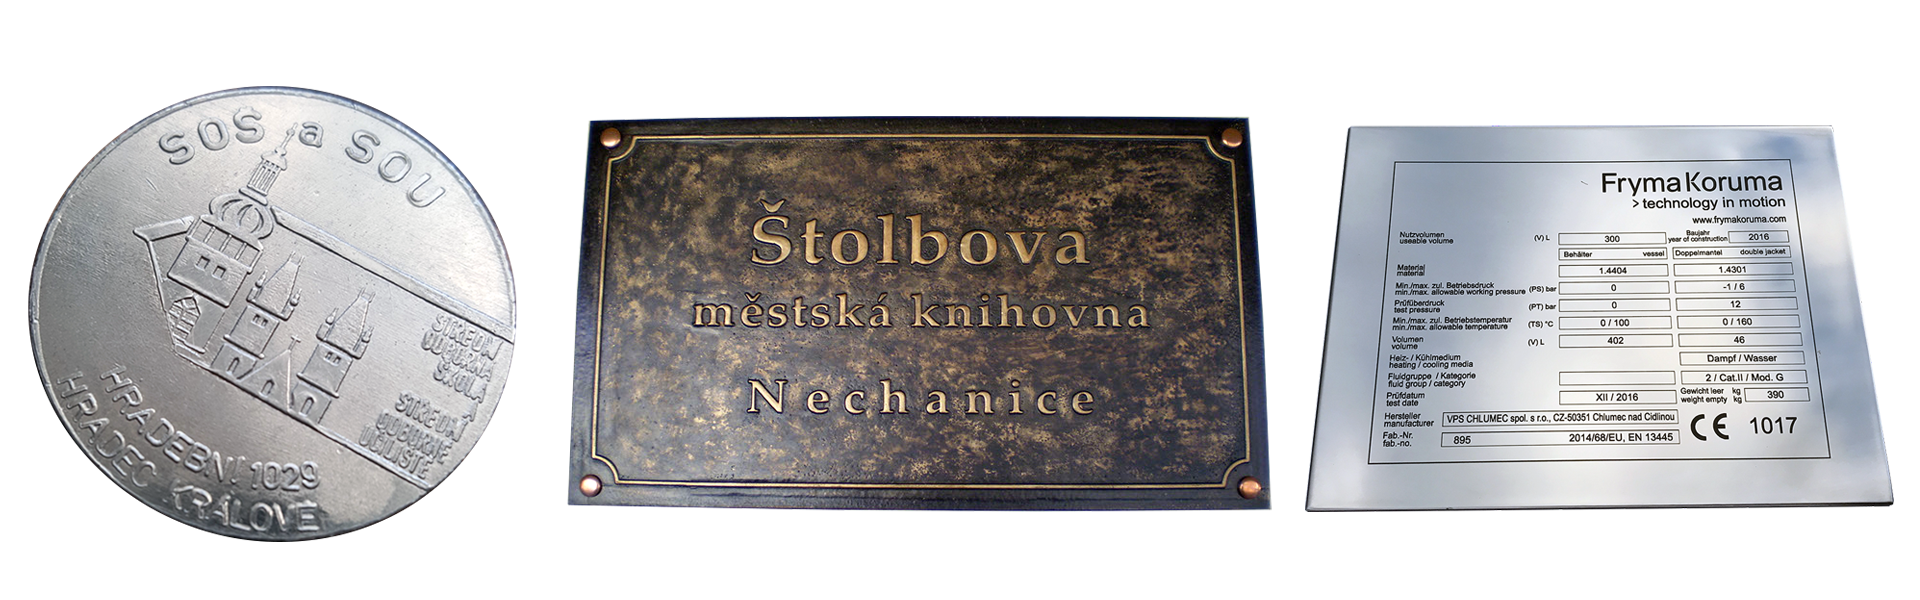 SOŠ a SOU
STŘEDNÍ
ODBORNÁ
ŠKOLA A
STŘEDNÍ
ODBORNÉ
UČILIŠTĚ
HRADEBNÍ 1029
HRADEC KRÁLOVÉ
Štolbova
městská knihovna
Nechanice
FrymaKoruma
> technology in motion
www.frymakoruma.com
Nutzvolumen (V) L 300 Baujahr 2016
useable volume year of construction
Behälter vessel Doppelmantel double jacket
Material 1.4404 1.4301
material
Min./max. zul. Betriebsdruck (PS) bar 0 -1 / 6
min./max. allowable working pressure
Prüfüberdruck (PT) bar 0 12
test pressure
Min./max. zul. Betriebstemperatur (TS) °C 0 / 100 0 / 160
min./max. allowable temperature
Volumen (V) L 402 46
volume
Heiz- / Kühlmedium Dampf / Wasser
heating / cooling media
Fluidgruppe / Kategorie 2 / Cat.II / Mod. G
fluid group / category
Prüfdatum XII / 2016 Gewicht leer kg 390
test date weight empty kg
Hersteller VPS CHLUMEC spol. s r.o., CZ-50351 Chlumec nad Cidlinou
manufacturer
Fab.-Nr. 895 2014/68/EU, EN 13445
fab.-no.
CE 1017